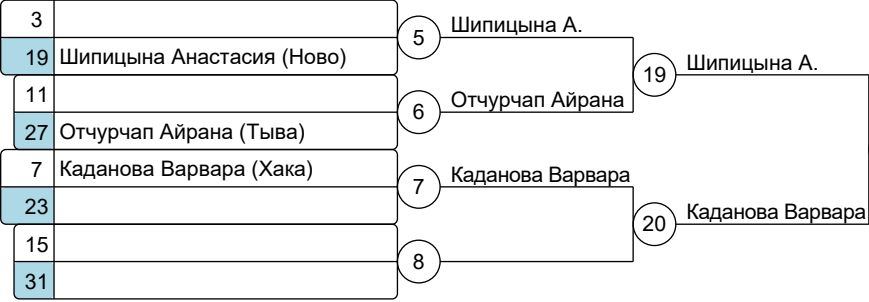 3
19 Шипицына Анастасия (Ново)
11
27 Отчурчап Айрана (Тыва)
7 Каданова Варвара (Хака)
23
15
31
5 Шипицына А.
6 Отчурчап Айрана
7 Каданова Варвара
8
19 Шипицына А.
20 Каданова Варвара